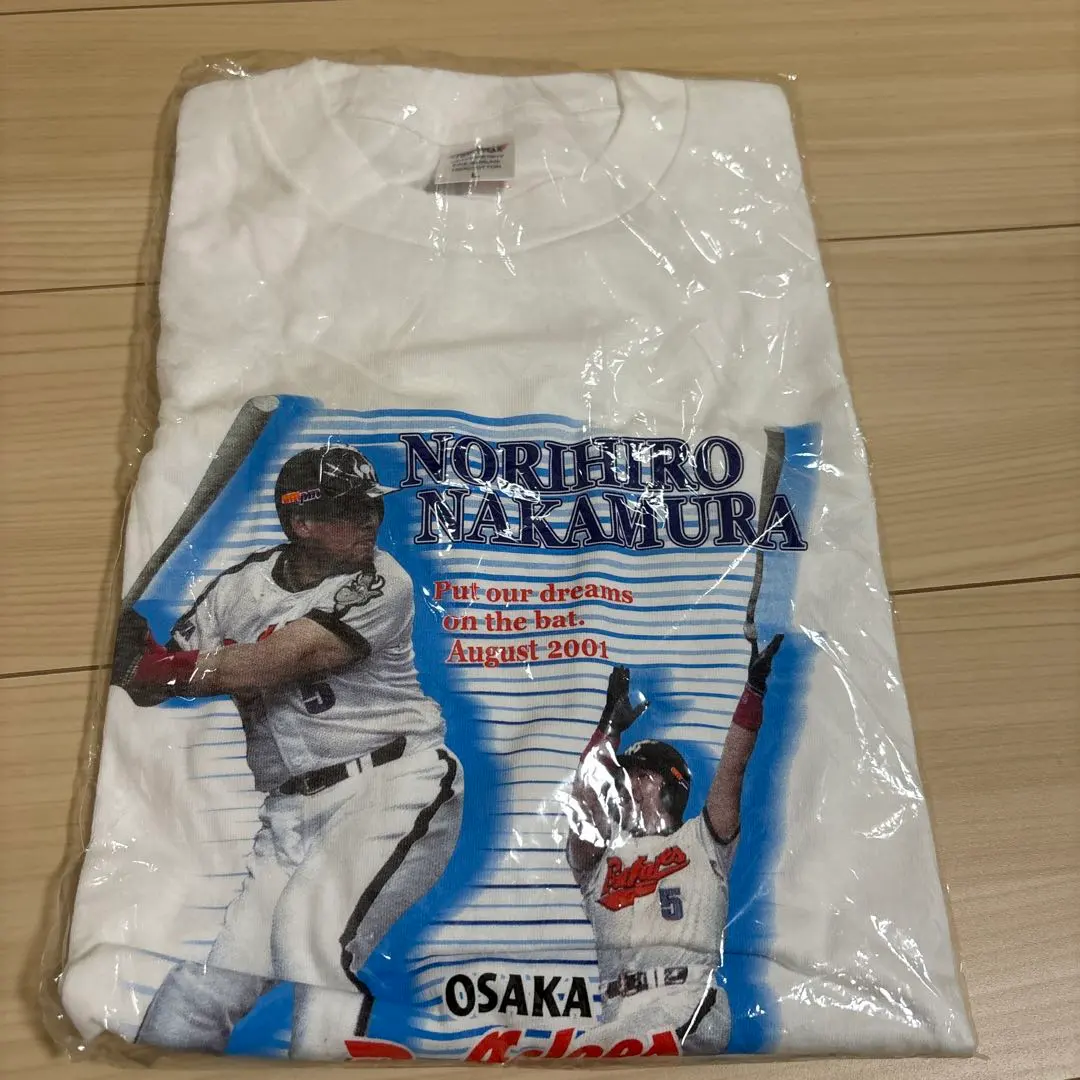 L
NORIHIRO
NAKAMURA
Put our dreams
on the bat.
August 2001
5
Buffaloes
5
OSAKA